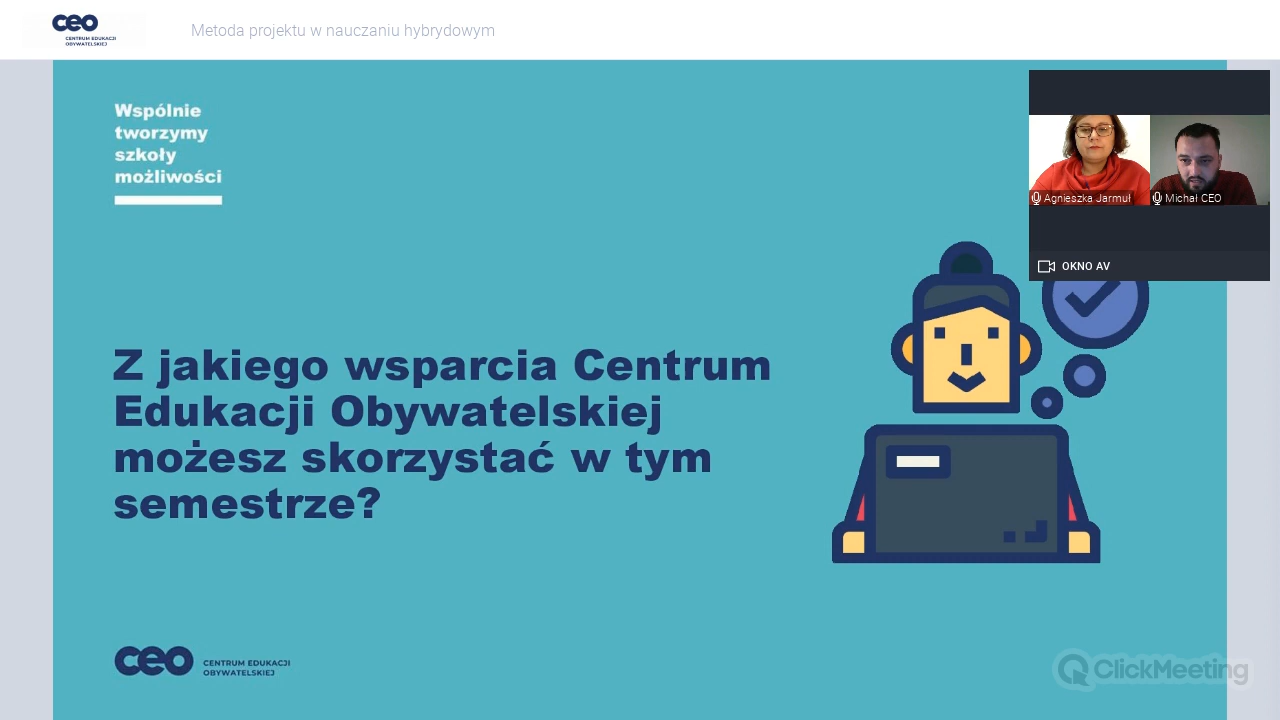 ceo
CENTRUM EDUKACJI
OBYWATELSKIEJ
Metoda projektu w nauczaniu hybrydowym
Wspólnie
tworzymy
szkoły
możliwości
Agnieszka Jarmuł
Michał CEO
OKNO AV
Z jakiego wsparcia Centrum
Edukacji Obywatelskiej
możesz skorzystać w tym
semestrze?
ceo
CENTRUM EDUKACJI
OBYWATELSKIEJ
ClickMeeting